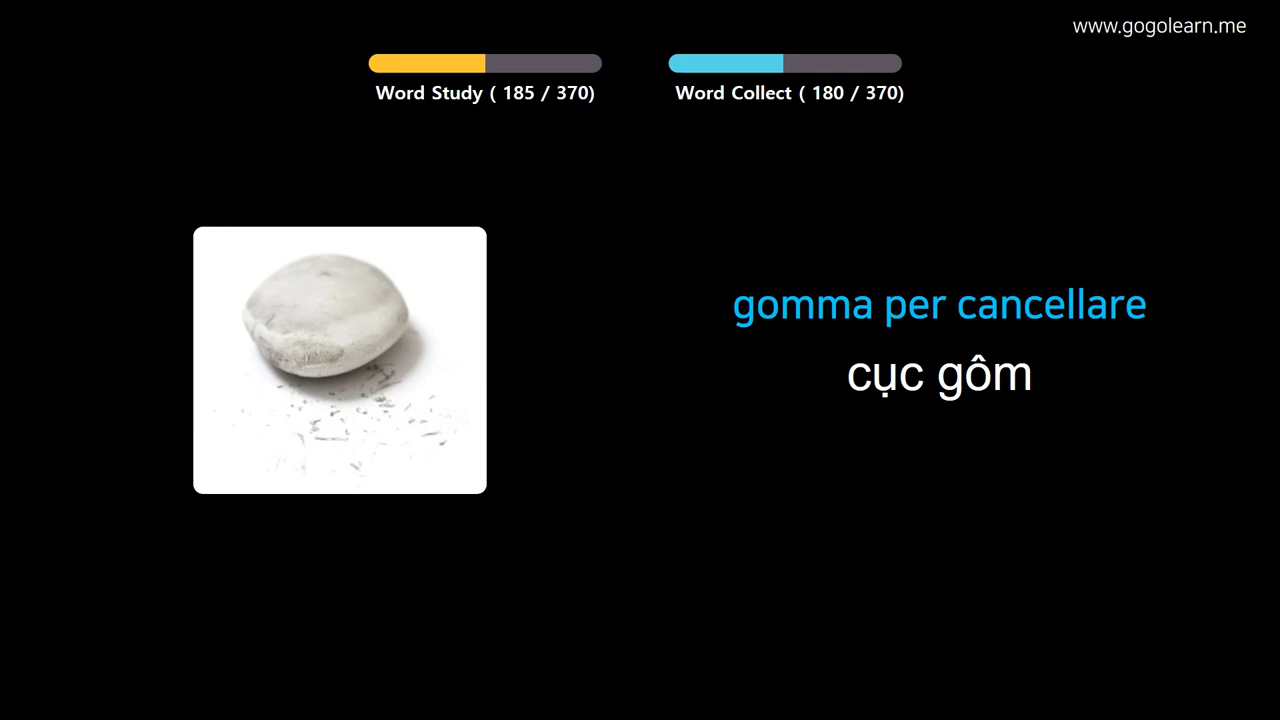 www.gogolearn.me
Word Study ( 185 / 370)
Word Collect ( 180 / 370)
gomma per cancellare
cục gôm